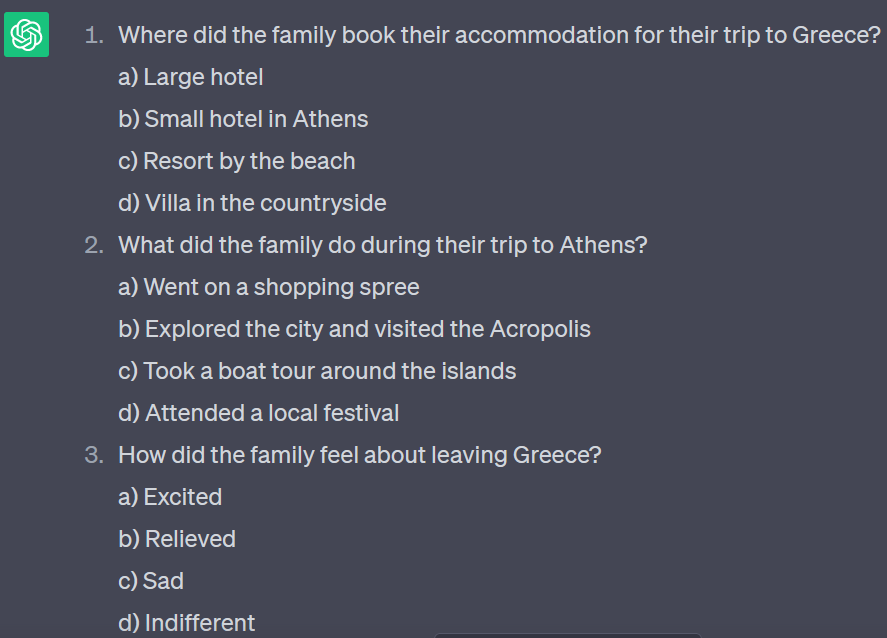 1. Where did the family book their accommodation for their trip to Greece?
a) Large hotel
b) Small hotel in Athens
c) Resort by the beach
d) Villa in the countryside
2. What did the family do during their trip to Athens?
a) Went on a shopping spree
b) Explored the city and visited the Acropolis
c) Took a boat tour around the islands
d) Attended a local festival
3. How did the family feel about leaving Greece?
a) Excited
b) Relieved
c) Sad
d) Indifferent